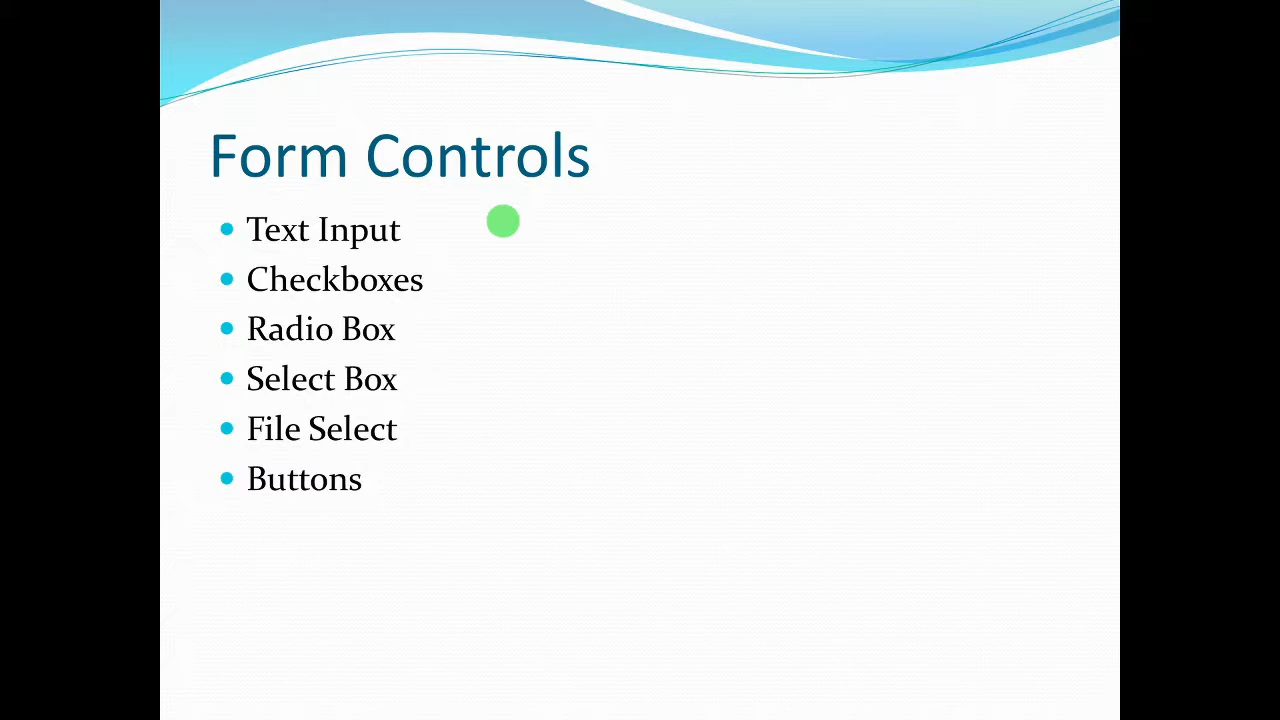 Form Controls
Text Input
Checkboxes
Radio Box
Select Box
File Select
Buttons